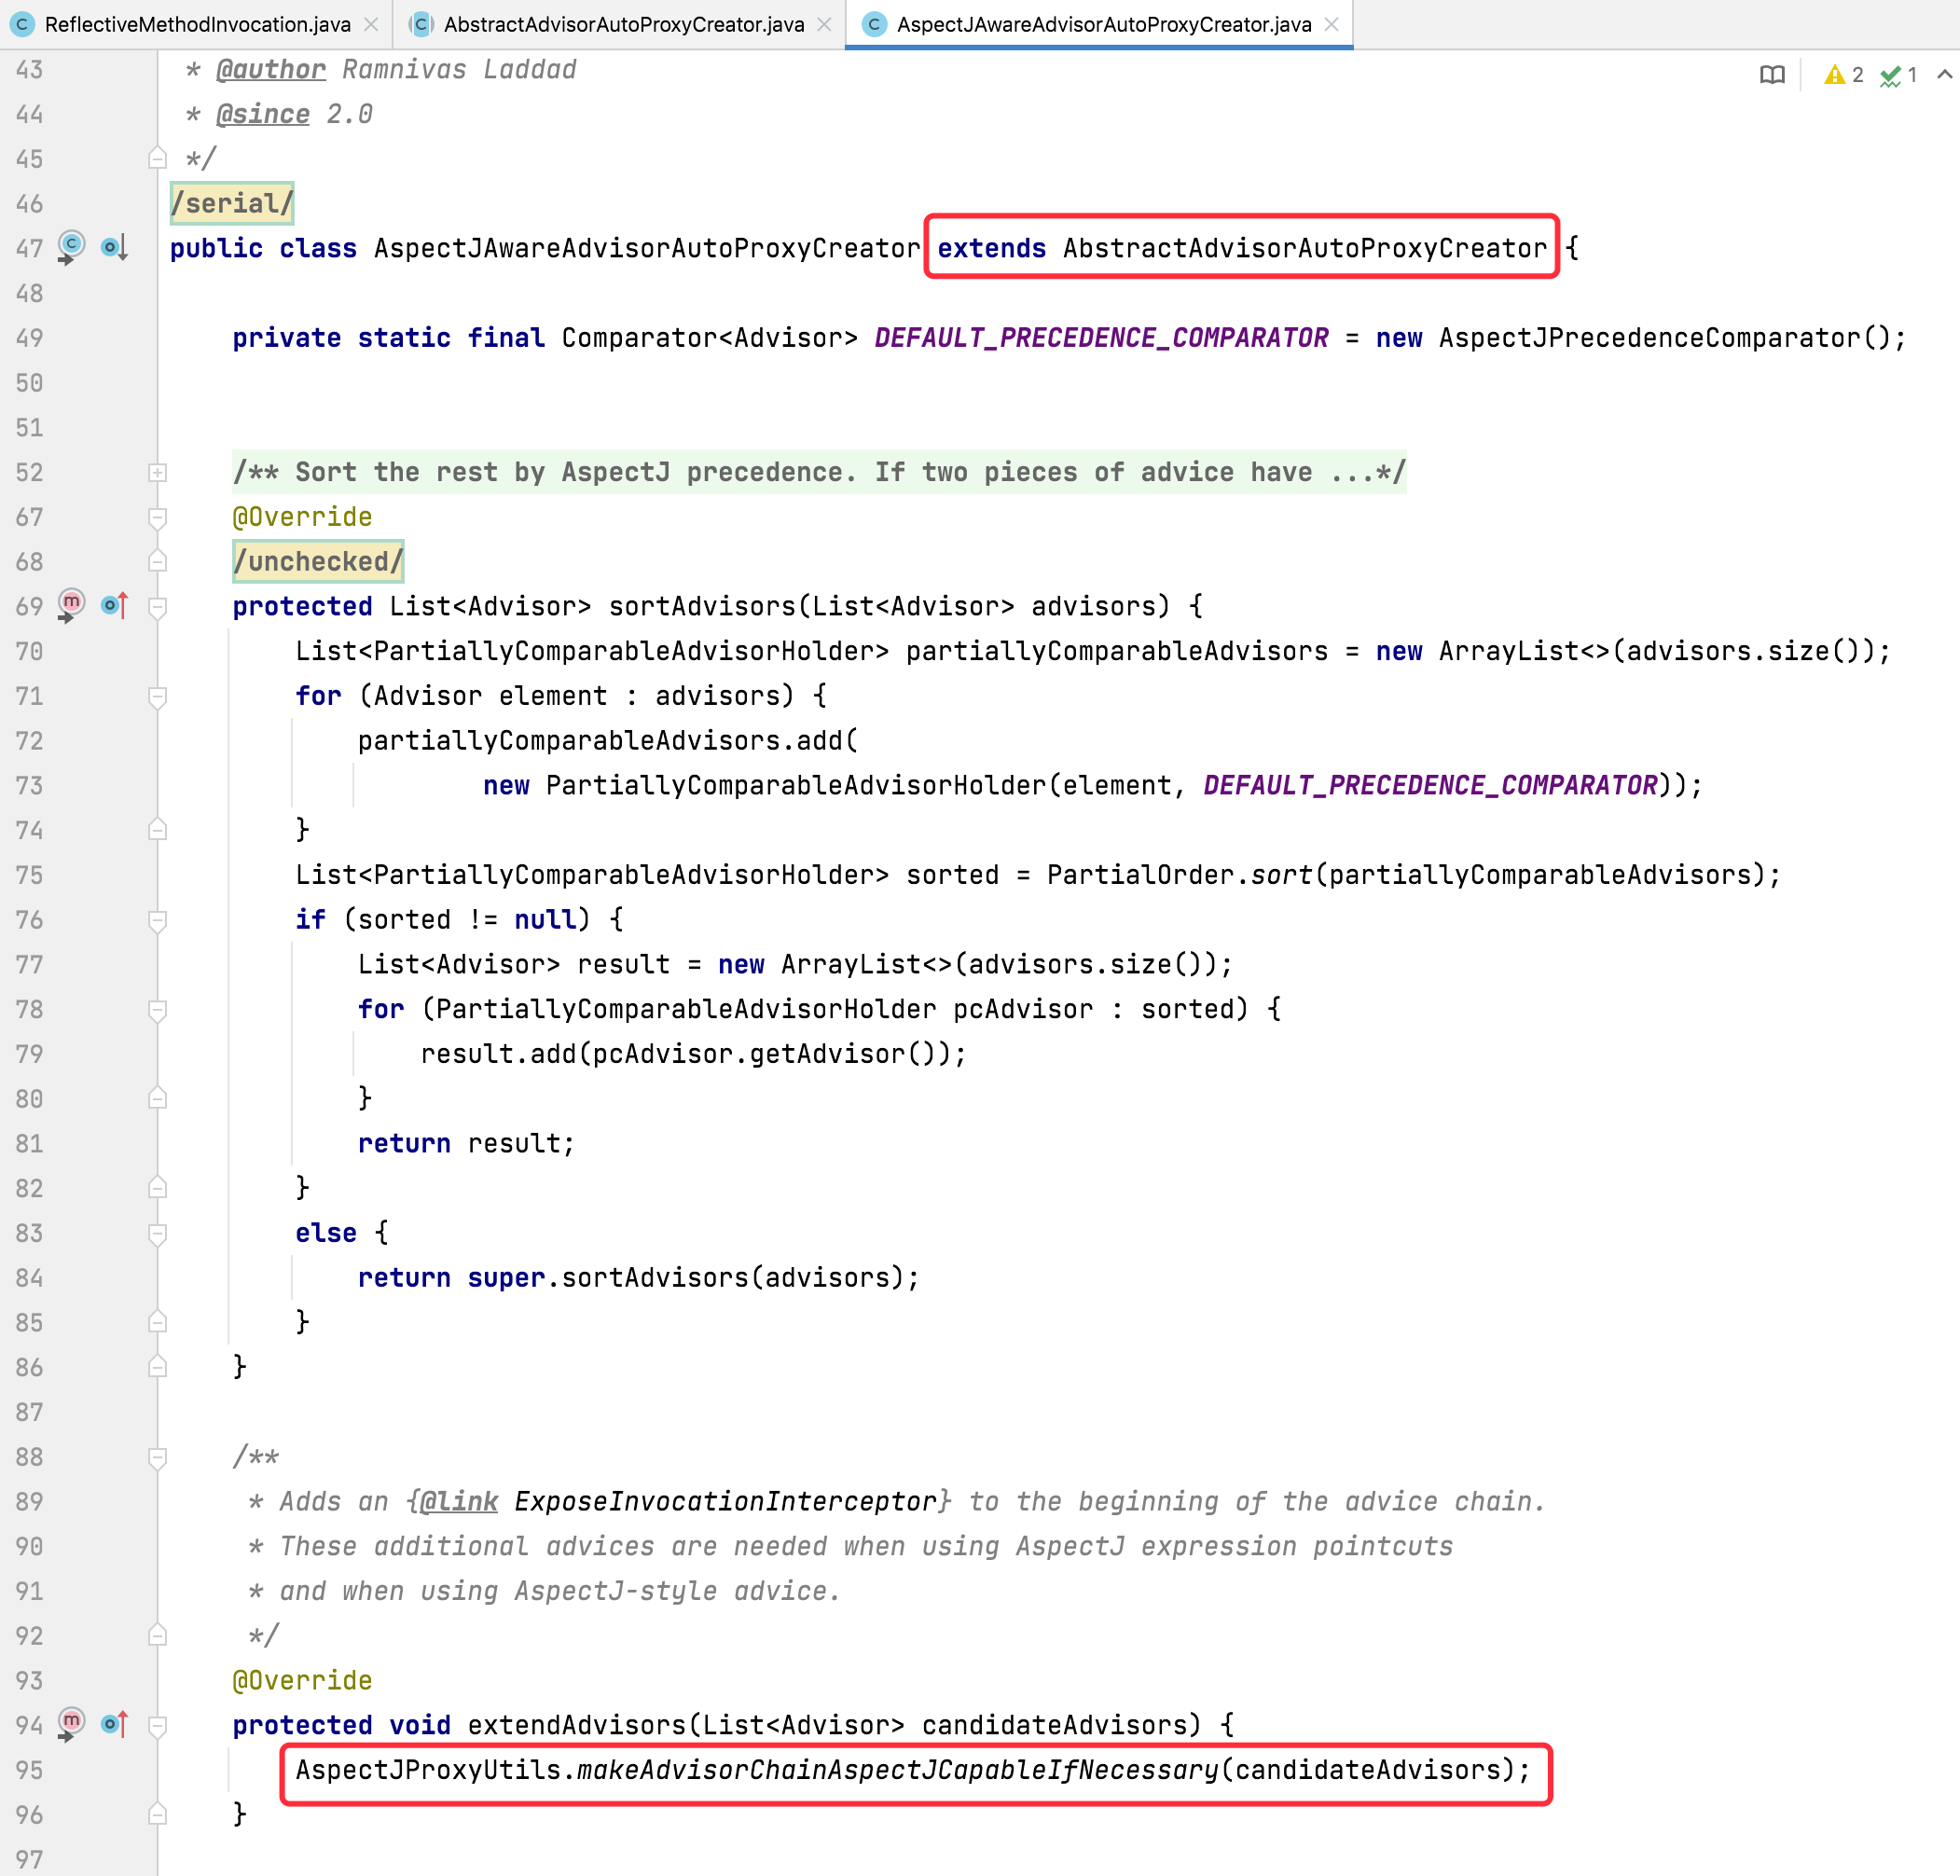 ReflectiveMethodInvocation.java AbstractAdvisorAutoProxyCreator.java AspectJAwareAdvisorAutoProxyCreator.java
2 1
43 * @author Ramnivas Laddad
44 * @since 2.0
45 */
46 /serial/
47 public class AspectJAwareAdvisorAutoProxyCreator extends AbstractAdvisorAutoProxyCreator {
48
49 private static final Comparator<Advisor> DEFAULT_PRECEDENCE_COMPARATOR = new AspectJPrecedenceComparator();
50
51
52 /** Sort the rest by AspectJ precedence. If two pieces of advice have ...*/
67 @Override
68 /unchecked/
69 protected List<Advisor> sortAdvisors(List<Advisor> advisors) {
70 List<PartiallyComparableAdvisorHolder> partiallyComparableAdvisors = new ArrayList<>(advisors.size());
71 for (Advisor element : advisors) {
72 partiallyComparableAdvisors.add(
73 new PartiallyComparableAdvisorHolder(element, DEFAULT_PRECEDENCE_COMPARATOR));
74 }
75 List<PartiallyComparableAdvisorHolder> sorted = PartialOrder.sort(partiallyComparableAdvisors);
76 if (sorted != null) {
77 List<Advisor> result = new ArrayList<>(advisors.size());
78 for (PartiallyComparableAdvisorHolder pcAdvisor : sorted) {
79 result.add(pcAdvisor.getAdvisor());
80 }
81 return result;
82 }
83 else {
84 return super.sortAdvisors(advisors);
85 }
86 }
87
88 /**
89 * Adds an {@link ExposeInvocationInterceptor} to the beginning of the advice chain.
90 * These additional advices are needed when using AspectJ expression pointcuts
91 * and when using AspectJ-style advice.
92 */
93 @Override
94 protected void extendAdvisors(List<Advisor> candidateAdvisors) {
95 AspectJProxyUtils.makeAdvisorChainAspectJCapableIfNecessary(candidateAdvisors);
96 }
97